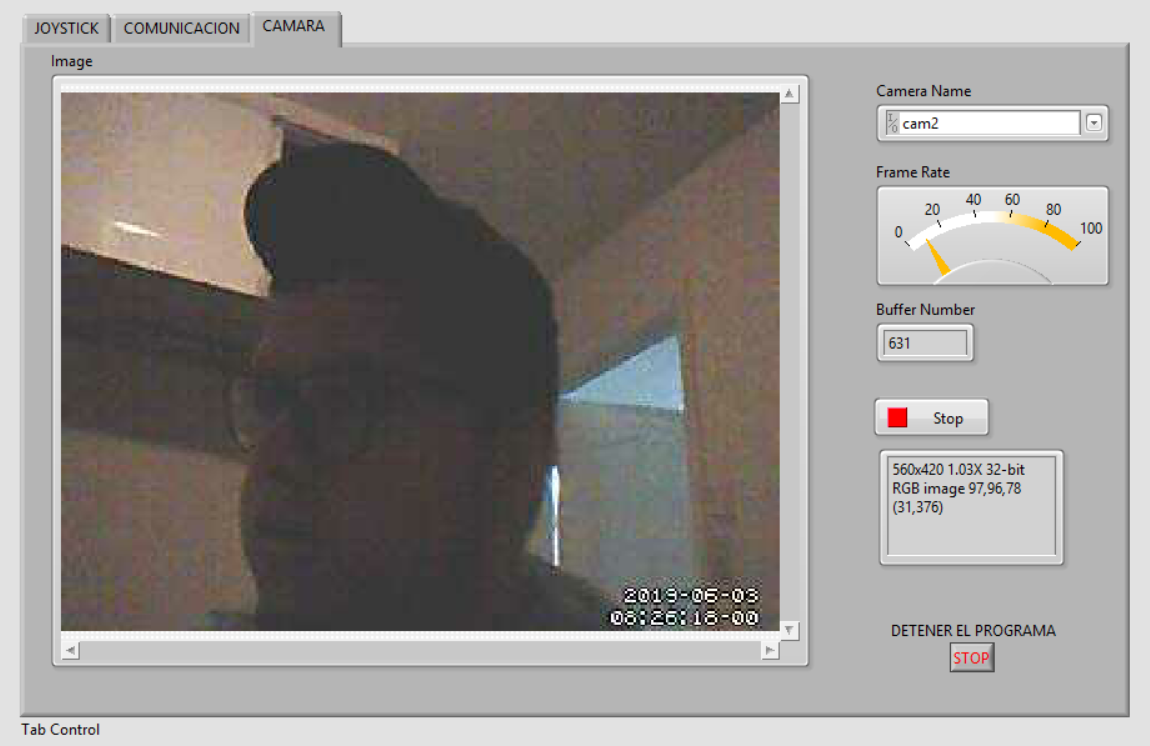 JOYSTICK COMUNICACION CAMARA
Image
2019-06-03
08:26:18-00
Camera Name
cam2
Frame Rate
0 20 40 60 80 100
Buffer Number
631
Stop
560x420 1.03X 32-bit
RGB image 97,96,78
(31,376)
DETENER EL PROGRAMA
STOP
Tab Control